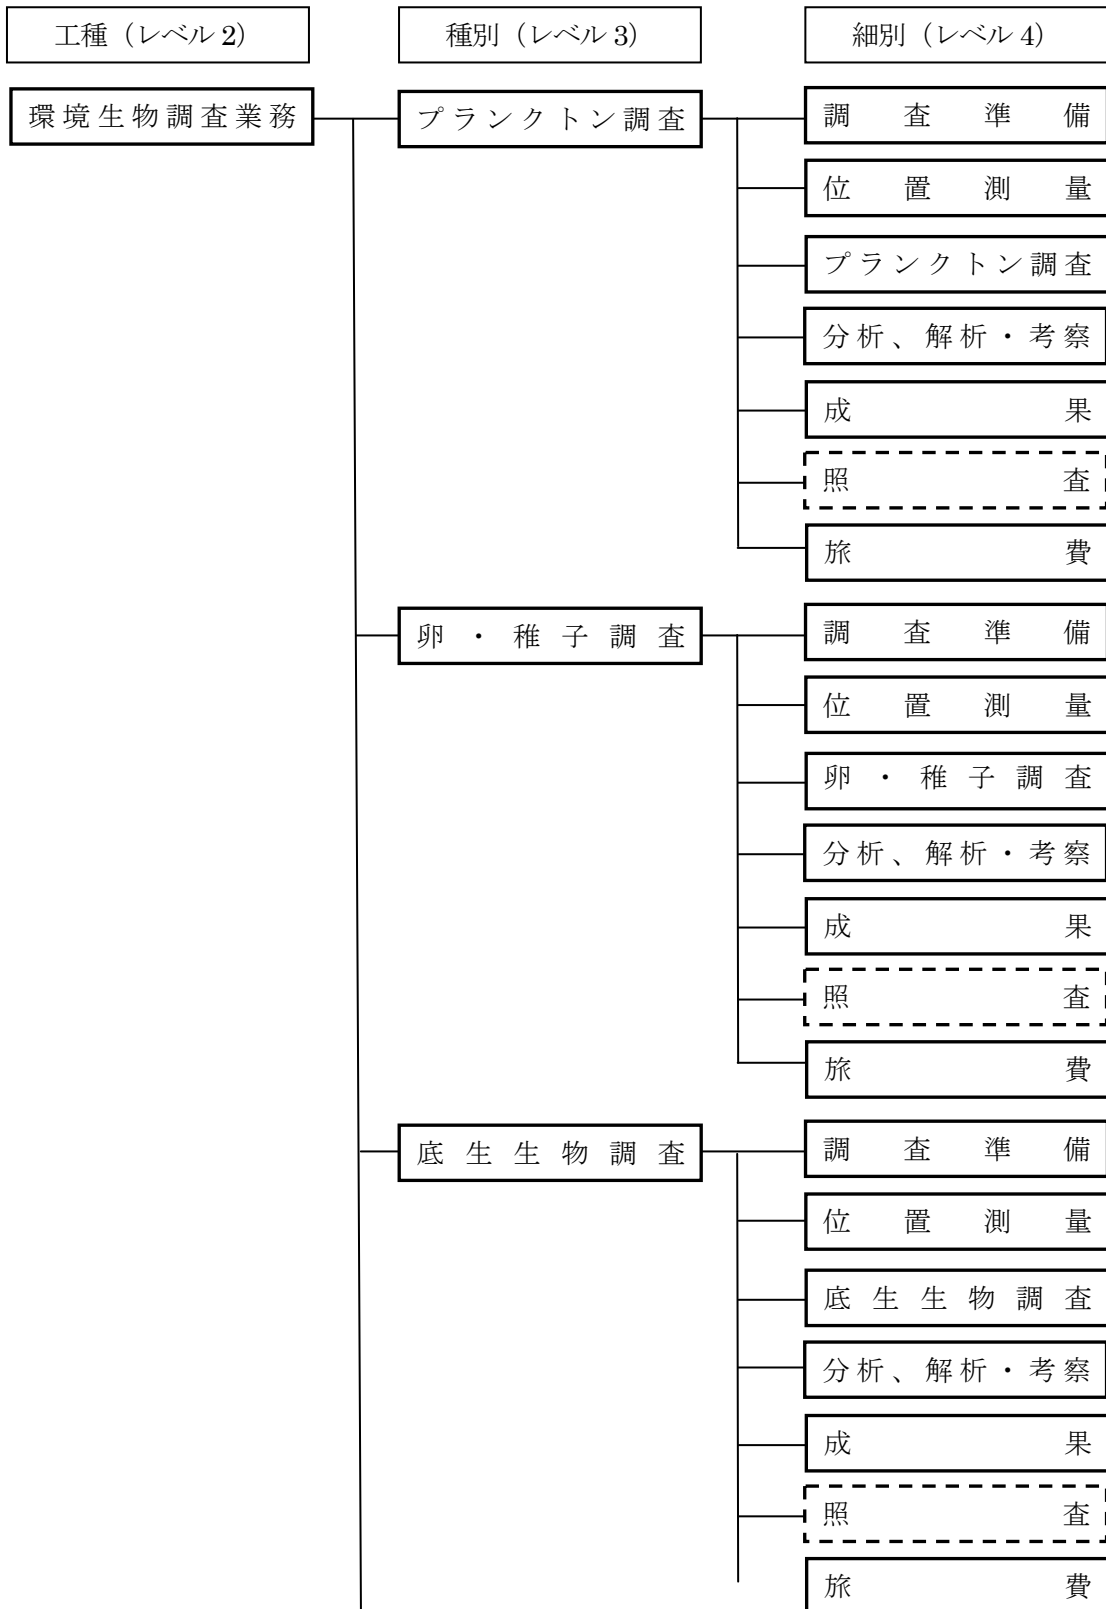 工種（レベル 2） 種別（レベル 3） 細別（レベル 4）
環境生物調査業務 プランクトン調査 調査準備
位置測量
プランクトン調査
分析、解析・考察
成果
照査
旅費
卵・稚子調査 調査準備
位置測量
卵・稚子調査
分析、解析・考察
成果
照査
旅費
底生生物調査 調査準備
位置測量
底生生物調査
分析、解析・考察
成果
照査
旅費